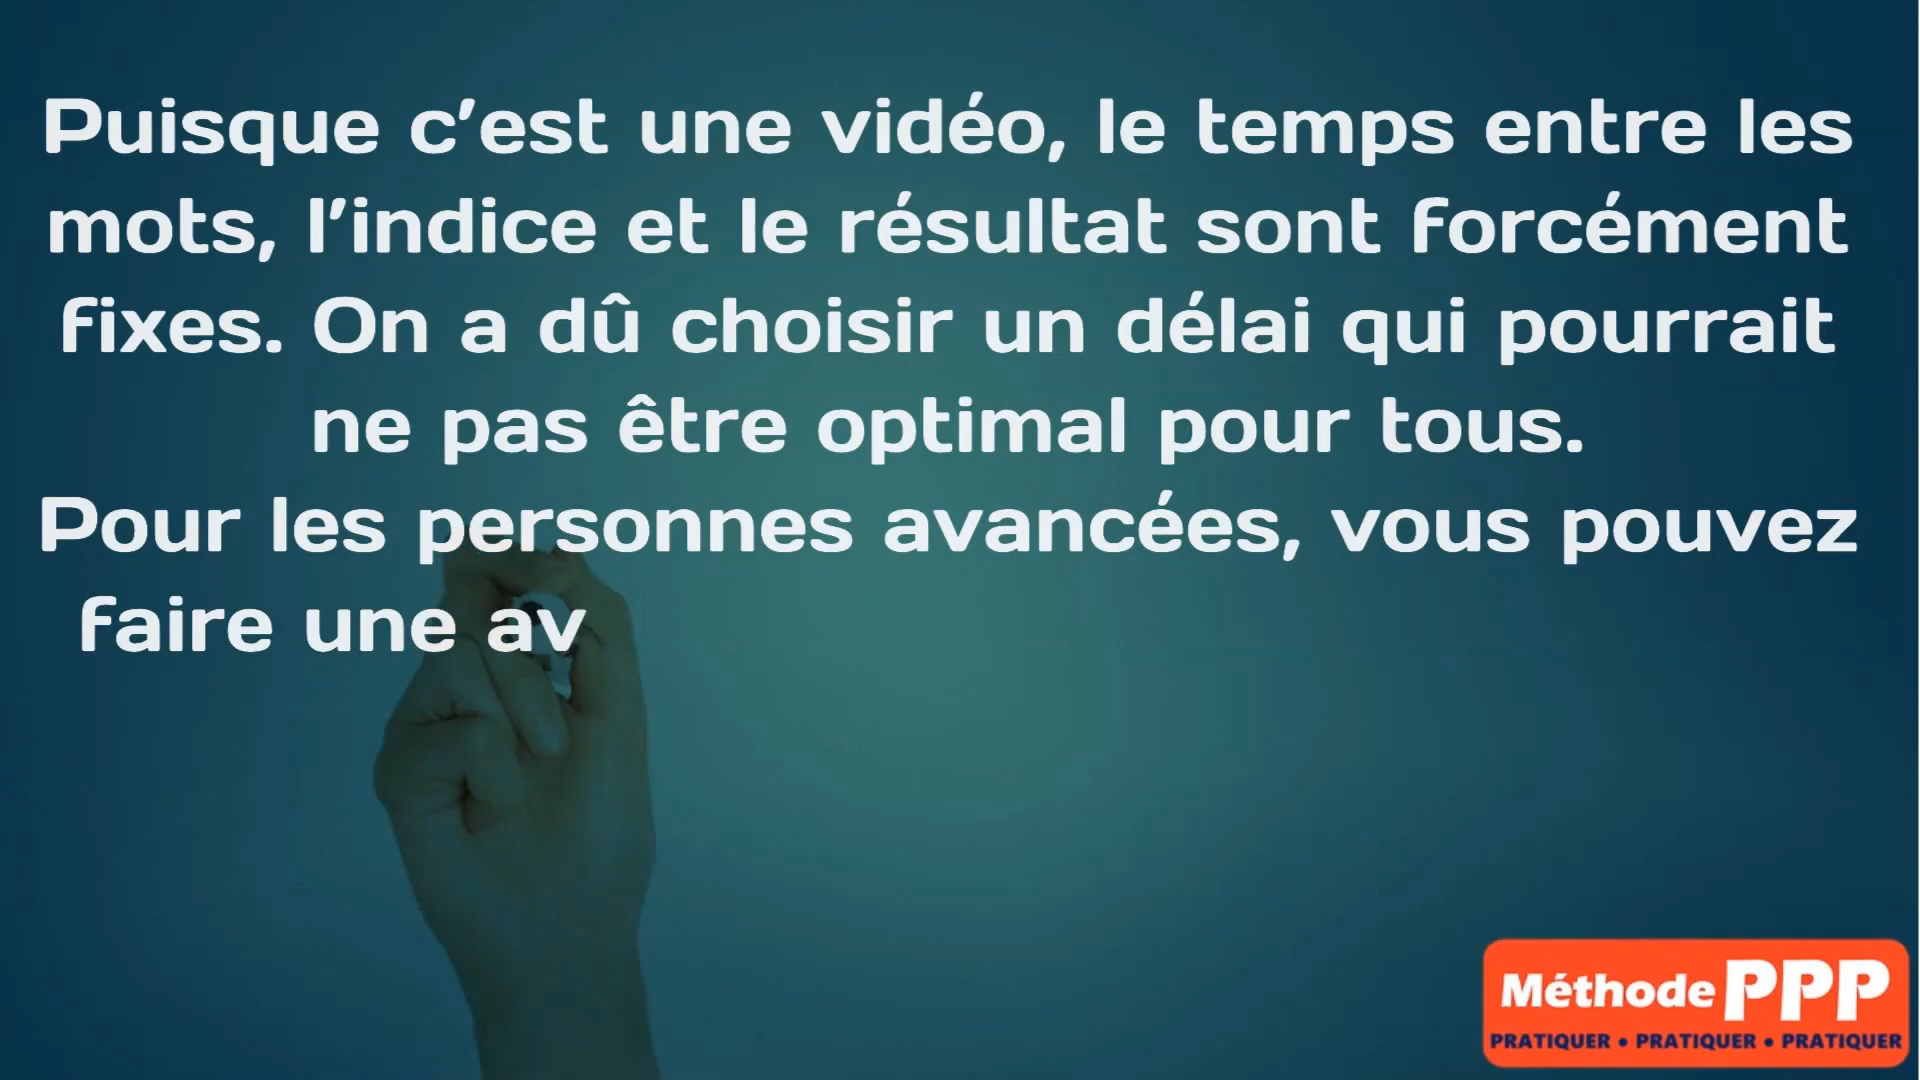 Puisque c'est une vidéo, le temps entre les
mots, l'indice et le résultat sont forcément
fixes. On a dû choisir un délai qui pourrait
ne pas être optimal pour tous.
Pour les personnes avancées, vous pouvez
faire une av
Méthode PPP
PRATIQUER • PRATIQUER • PRATIQUER